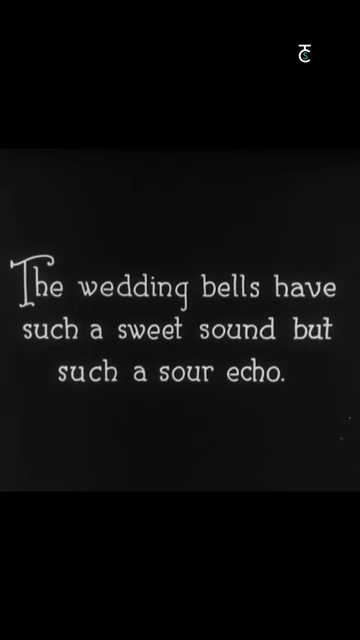 The wedding bells have
such a sweet sound but
such a sour echo.